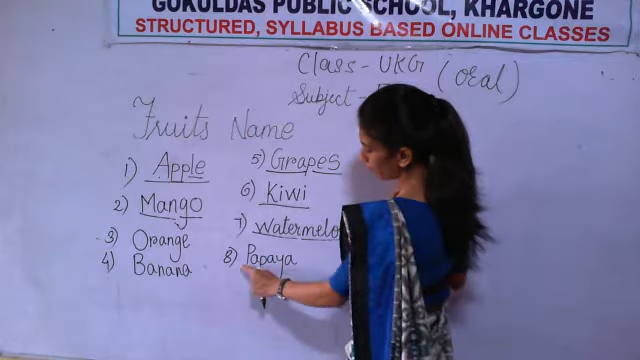 GOKULDAS PUBLIC SCHOOL, KHARGONE
STRUCTURED, SYLLABUS BASED ONLINE CLASSES
Class - UKG (Oral)
Subject -
Fruits Name
1) Apple
2) Mango
3) Orange
4) Banana
5) Grapes
6) Kiwi
7) Watermelo
8) Papaya